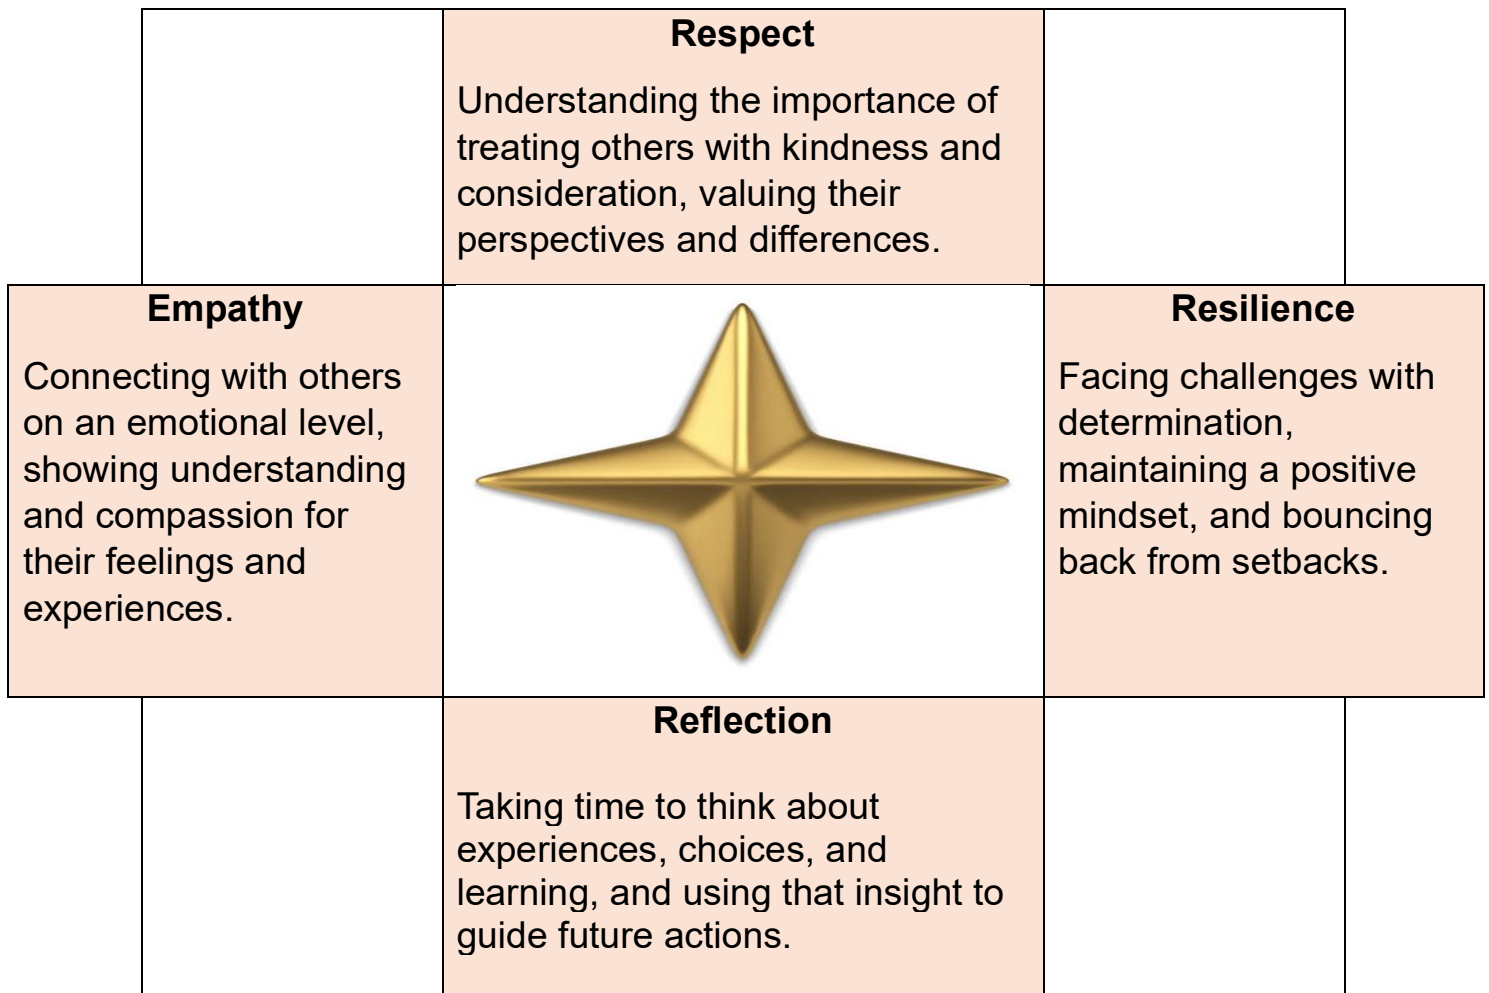 Respect
Understanding the importance of
treating others with kindness and
consideration, valuing their
perspectives and differences.
Empathy
Connecting with others
on an emotional level,
showing understanding
and compassion for
their feelings and
experiences.
Resilience
Facing challenges with
determination,
maintaining a positive
mindset, and bouncing
back from setbacks.
Reflection
Taking time to think about
experiences, choices, and
learning, and using that insight to
guide future actions.